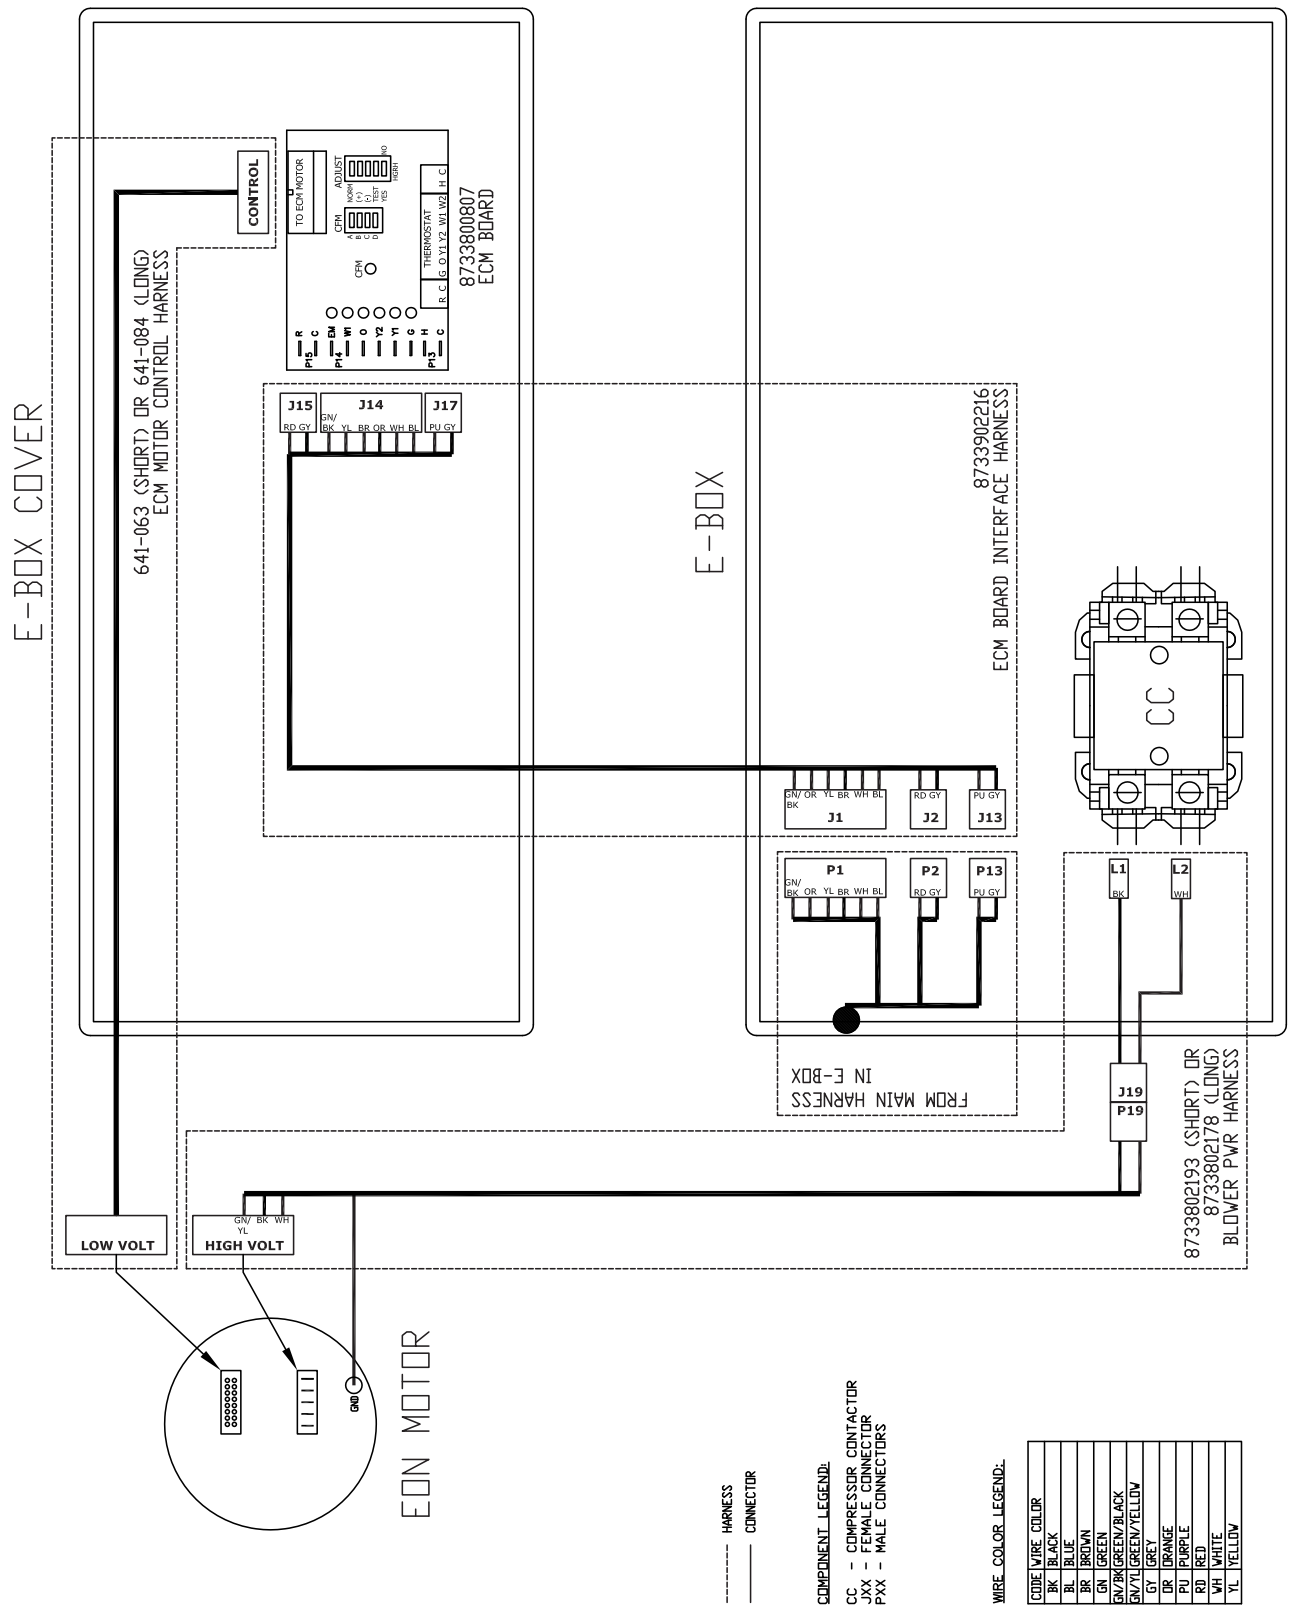 E-BOX COVER
CONTROL
641-063 (SHORT) OR 641-084 (LONG)
ECM MOTOR CONTROL HARNESS
TO ECM MOTOR
ADJUST
NORM
(+)
(-)
TEST
YES
NO
HGRH
CFM
A
B
C
D
CFM
THERMOSTAT
R C G O Y1 Y2 W1 W2 H C
R
C
P15
EM
W1
P14
O
Y2
Y1
G
H
P13
C
8733800807
ECM BOARD
J15
RD GY
J14
GN/
BK YL BR OR WH BL
J17
PU GY
E-BOX
8733902216
ECM BOARD INTERFACE HARNESS
GN/
BK OR YL BR WH BL
J1
RD GY
J2
PU GY
J13
P1
GN/
BK OR YL BR WH BL
P2
RD GY
P13
PU GY
FROM MAIN HARNESS
IN E-BOX
CC
L1
BK
L2
WH
J19
P19
8733802193 (SHORT) OR
8733802178 (LONG)
BLOWER PWR HARNESS
LOW VOLT
GN/
YL BK WH
HIGH VOLT
GND
EON MOTOR
HARNESS
CONNECTOR
COMPONENT LEGEND:
CC - COMPRESSOR CONTACTOR
JXX - FEMALE CONNECTOR
PXX - MALE CONNECTORS
WIRE COLOR LEGEND:
CODE WIRE COLOR
BK BLACK
BL BLUE
BR BROWN
GN GREEN
GN/BK GREEN/BLACK
GN/YL GREEN/YELLOW
GY GREY
OR ORANGE
PU PURPLE
RD RED
WH WHITE
YL YELLOW